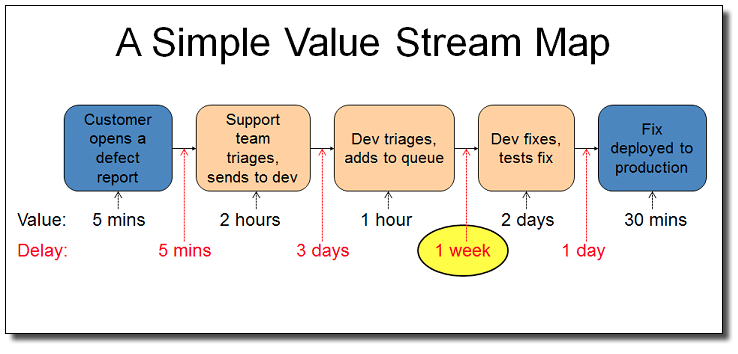 A Simple Value Stream Map
Customer
opens a
defect
report
Support
team
triages,
sends to dev
Dev triages,
adds to queue
Dev fixes,
tests fix
Fix
deployed to
production
Value: 5 mins 2 hours 1 hour 2 days 30 mins
Delay: 5 mins 3 days 1 week 1 day